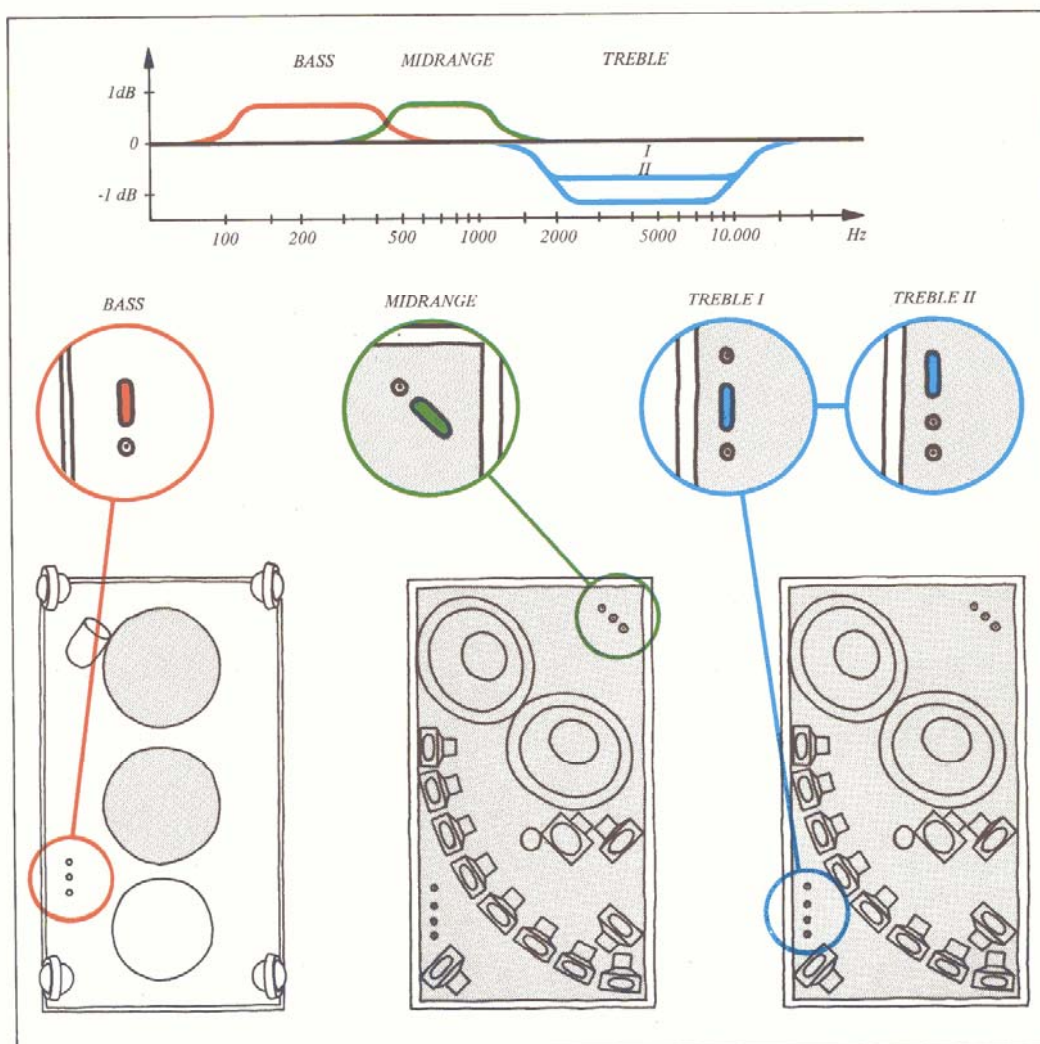 BASS MIDRANGE TREBLE
1dB
0
I
II
-1 dB
100 200 500 1000 2000 5000 10.000 Hz
BASS MIDRANGE TREBLE I TREBLE II